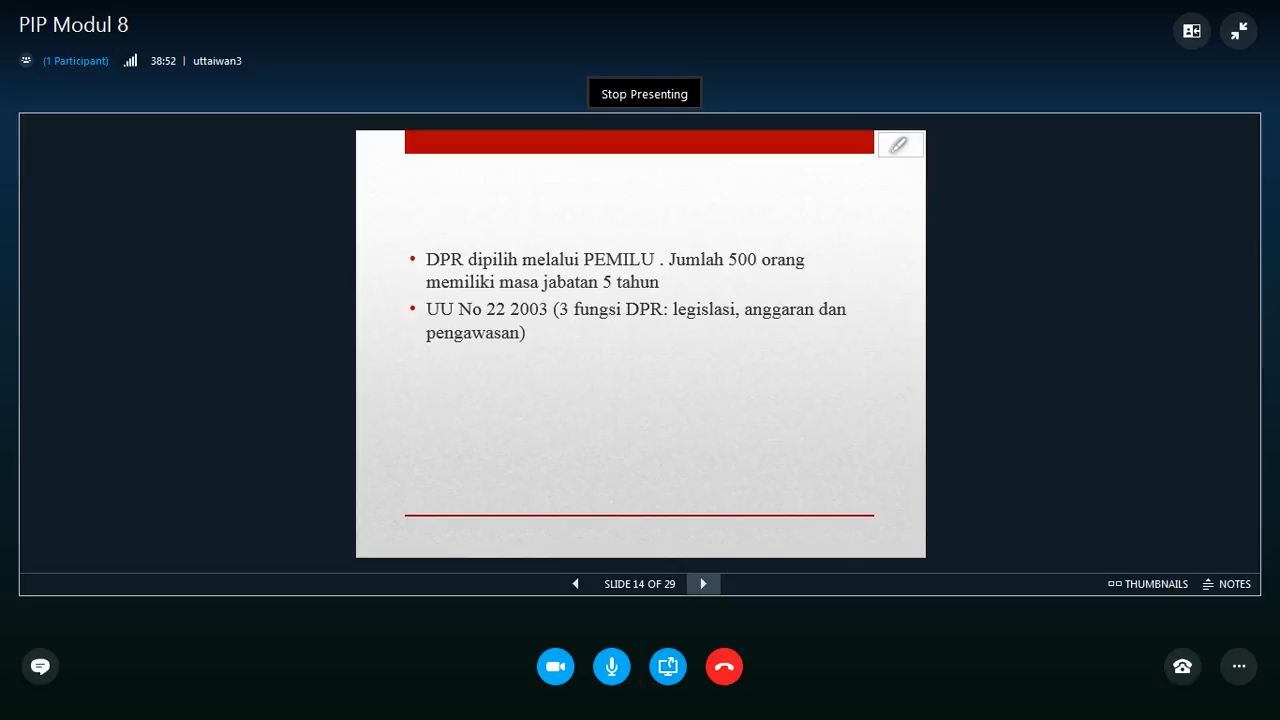 PIP Modul 8
(1 Participant) 38:52 | uttaiwan3
Stop Presenting
• DPR dipilih melalui PEMILU . Jumlah 500 orang
memiliki masa jabatan 5 tahun
• UU No 22 2003 (3 fungsi DPR: legislasi, anggaran dan
pengawasan)
SLIDE 14 OF 29
THUMBNAILS
NOTES